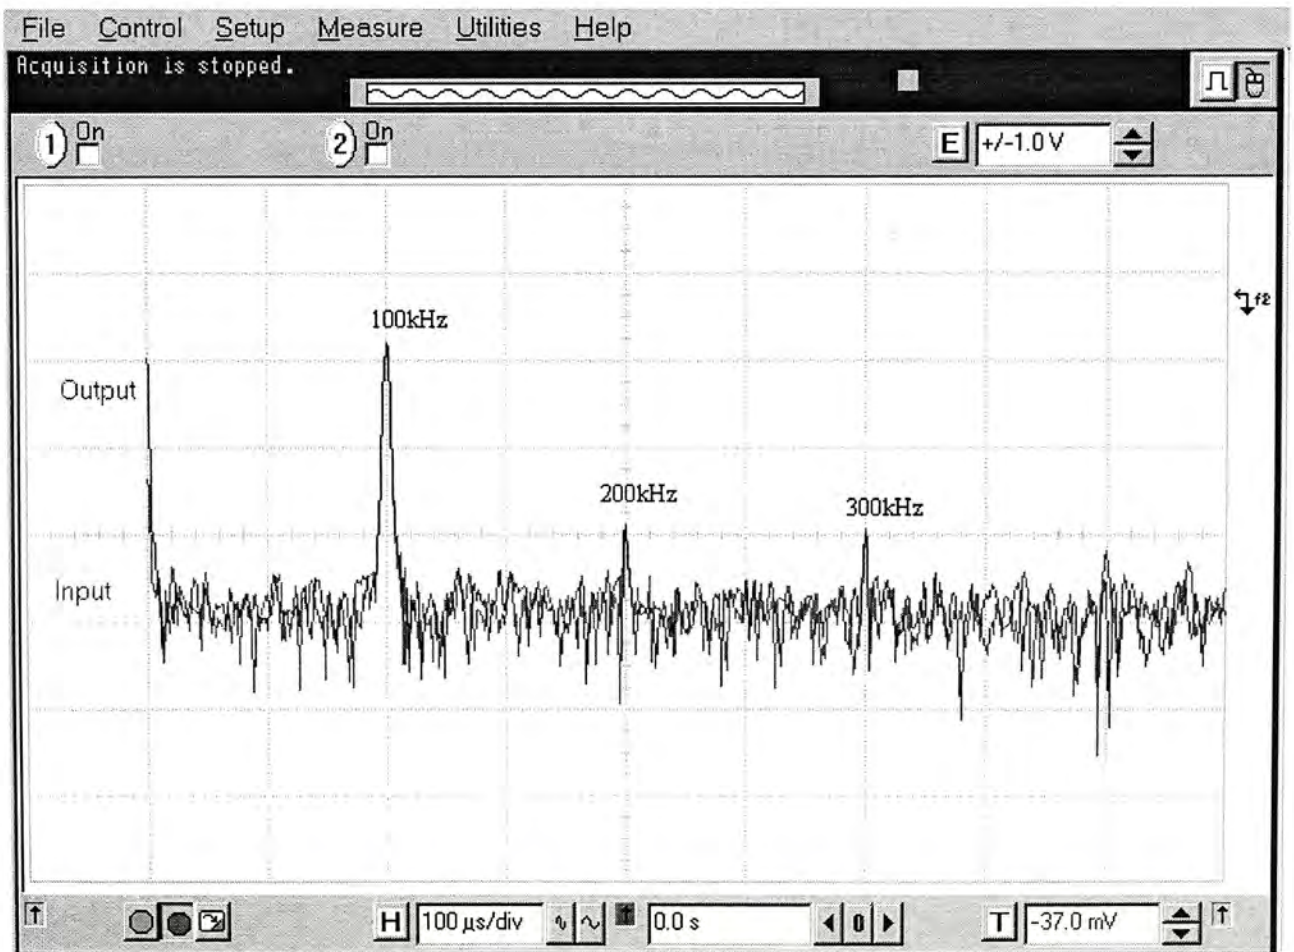 File Control Setup Measure Utilities Help
Acquisition is stopped.
1 On
2 On
E +/-1.0 V
f2
100kHz
Output
200kHz
300kHz
Input
H 100 µs/div
0.0 s
0
T -37.0 mV